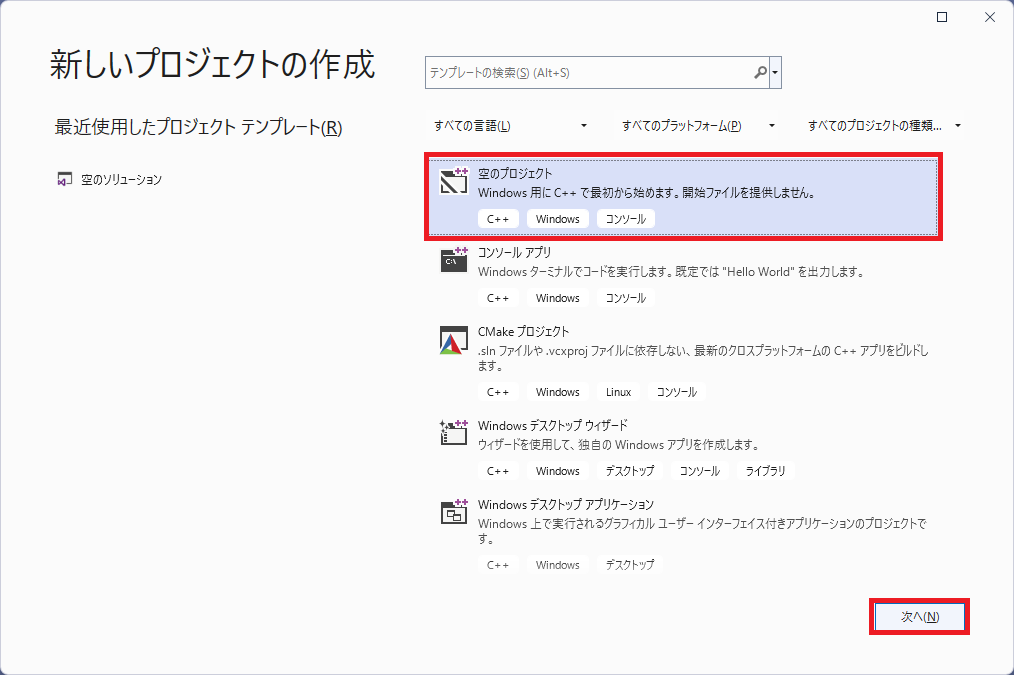 新しいプロジェクトの作成
最近使用したプロジェクト テンプレート(R)
空のソリューション
テンプレートの検索(S) (Alt+S)
すべての言語(L) すべてのプラットフォーム(P) すべてのプロジェクトの種類...
空のプロジェクト
Windows 用に C++ で最初から始めます。開始ファイルを提供しません。
C++ Windows コンソール
コンソール アプリ
Windows ターミナルでコードを実行します。既定では "Hello World" を出力します。
C++ Windows コンソール
CMake プロジェクト
.sln ファイルや .vcxproj ファイルに依存しない、最新のクロスプラットフォームの C++ アプリをビルドし
ます。
C++ Windows Linux コンソール
Windows デスクトップ ウィザード
ウィザードを使用して、独自の Windows アプリを作成します。
C++ Windows デスクトップ コンソール ライブラリ
Windows デスクトップ アプリケーション
Windows 上で実行されるグラフィカル ユーザー インターフェイス付きアプリケーションのプロジェクトで
す。
C++ Windows デスクトップ
次へ(N)